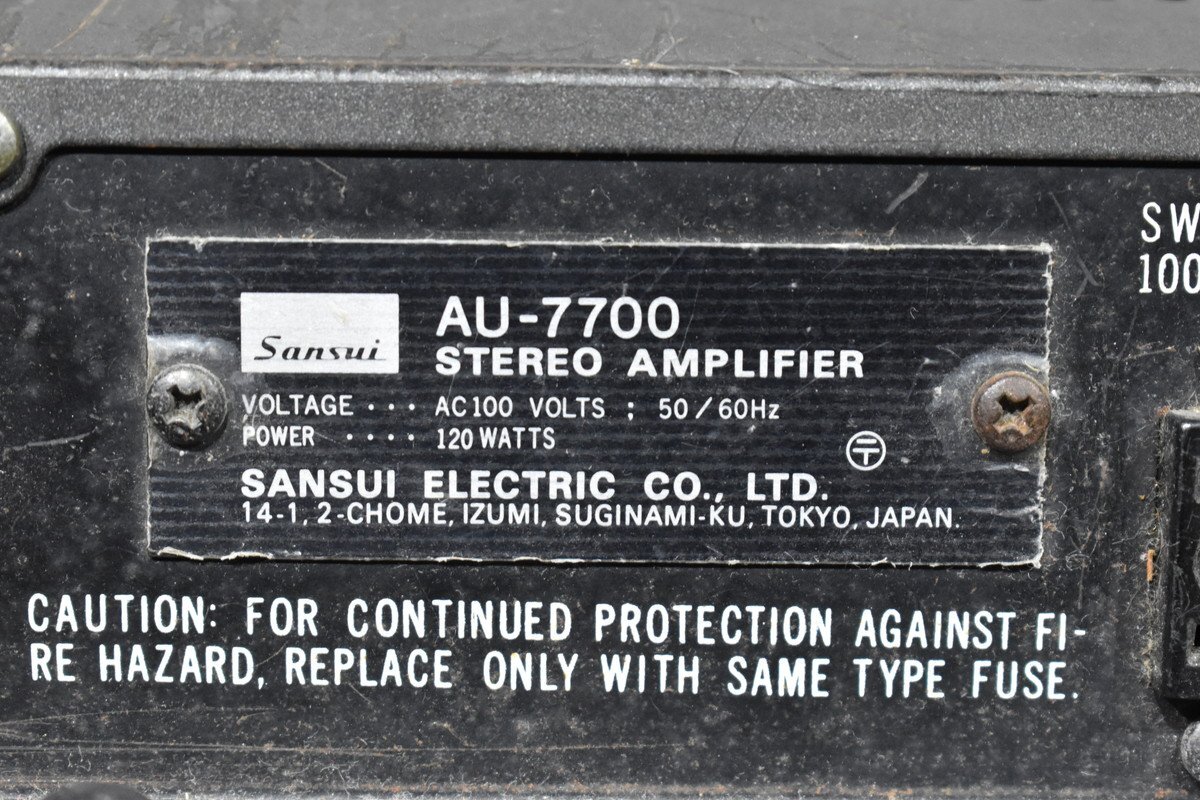 SW
100
Sansui
AU-7700
STEREO AMPLIFIER
VOLTAGE ··· AC100 VOLTS ; 50/60Hz
POWER ···· 120WATTS
〒
SANSUI ELECTRIC CO., LTD.
14-1, 2-CHOME, IZUMI, SUGINAMI-KU, TOKYO, JAPAN.
CAUTION: FOR CONTINUED PROTECTION AGAINST FI-
RE HAZARD, REPLACE ONLY WITH SAME TYPE FUSE.